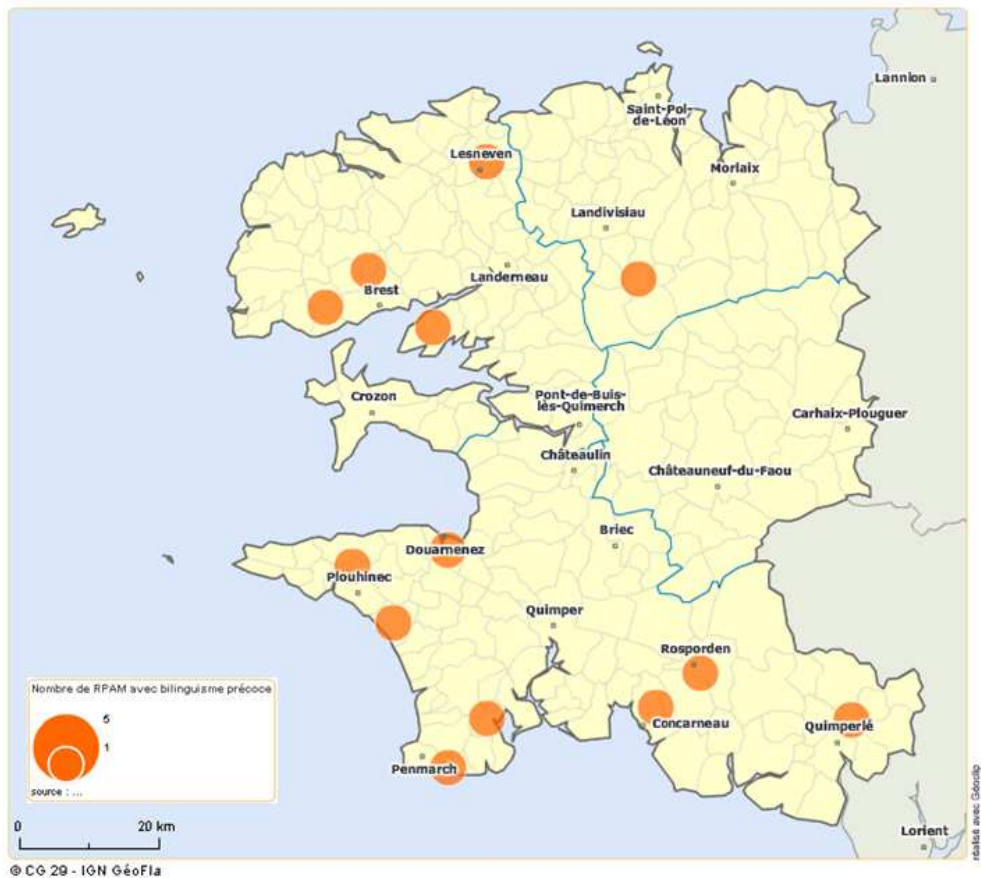 Lannion
Saint-Pol-
de-Léon
Lesneven
Morlaix
Landivisiau
Landerneau
Brest
Crozon
Pont-de-Buis-
lès-Quimerch
Carhaix-Plouguer
Châteaulin
Châteauneuf-du-Faou
Briec
Douarnenez
Plouhinec
Quimper
Rosporden
Concarneau
Quimperlé
Penmarch
Lorient
Nombre de RPAM avec bilinguisme précoce
5
1
source : ...
0 20 km
réalisé avec Géoclip
© CG 29 - IGN GéoFla